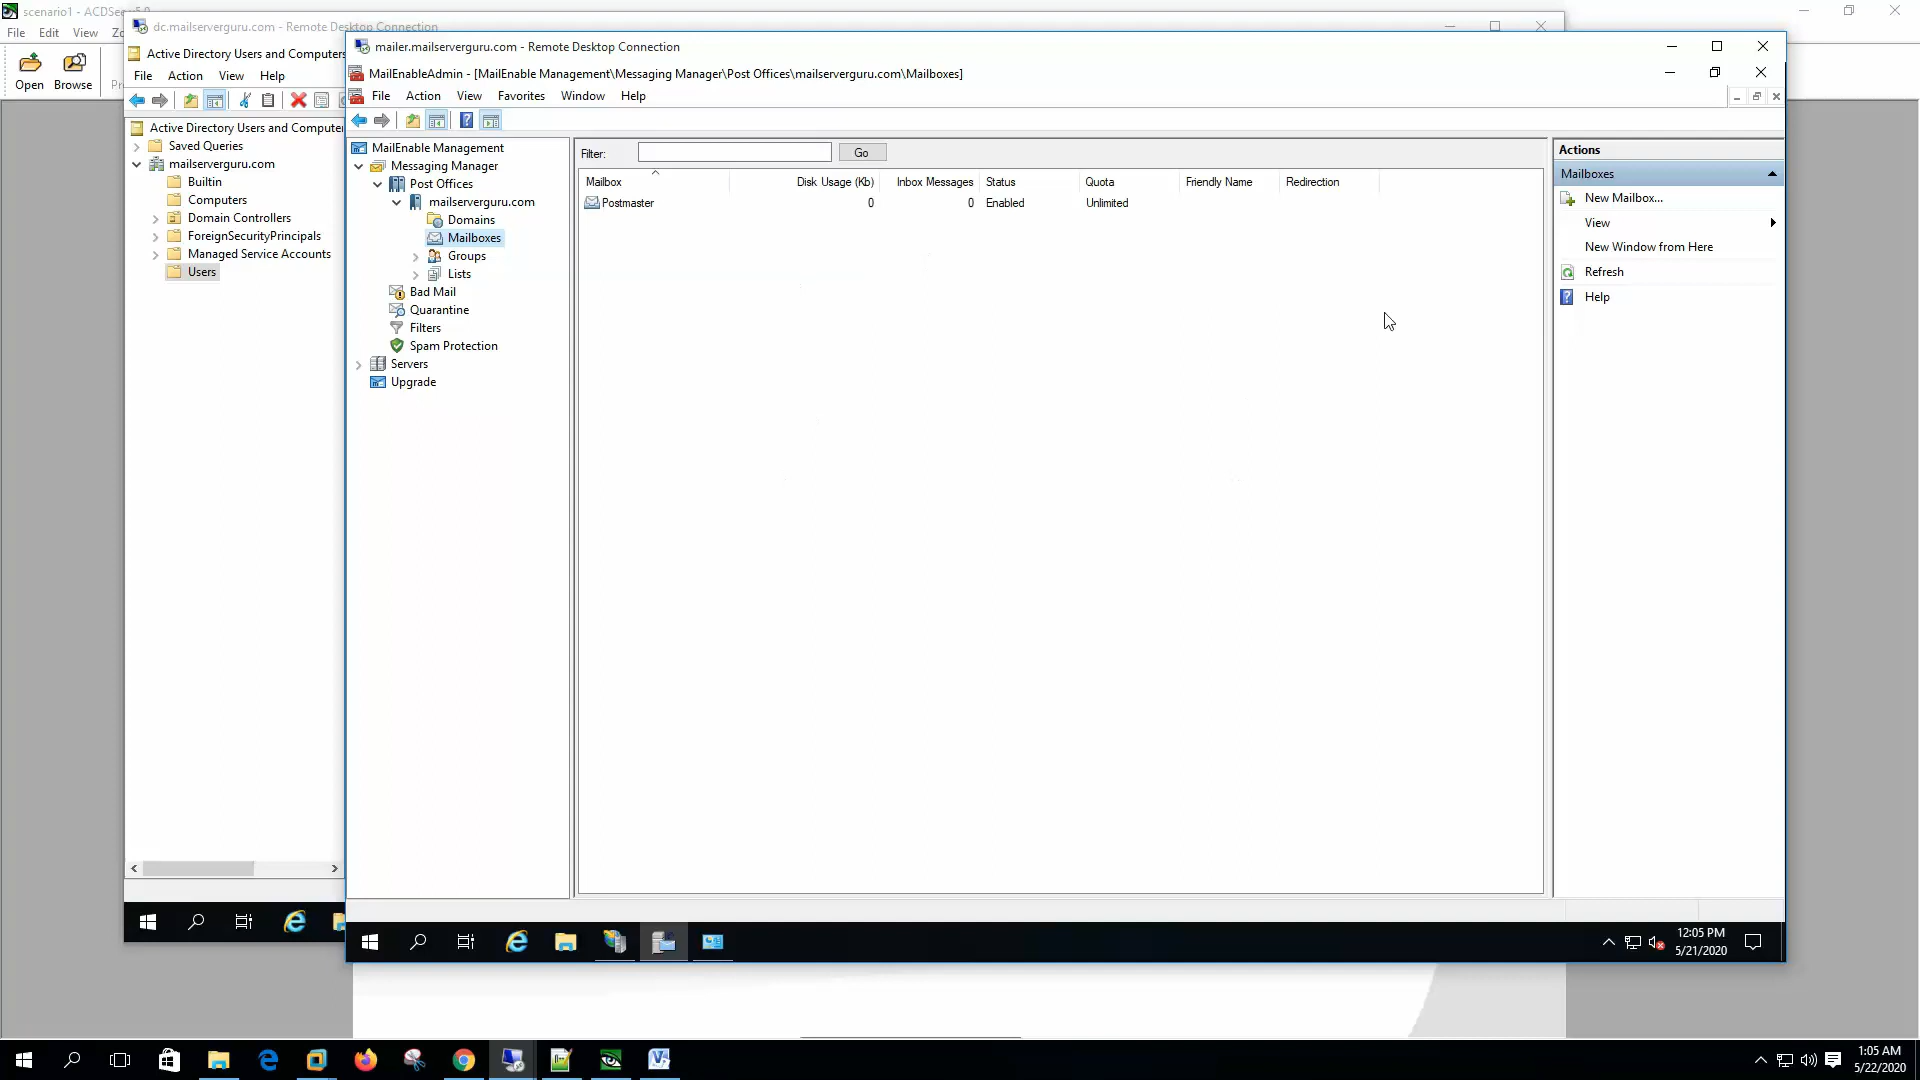 scenario1 - ACDSee
File Edit View
Open Browse
dc.mailserverguru.com - Remote Desktop Connection
Active Directory Users and Computers
File Action View Help
Active Directory Users and Computer
Saved Queries
mailserverguru.com
Builtin
Computers
Domain Controllers
ForeignSecurityPrincipals
Managed Service Accounts
Users
mailer.mailserverguru.com - Remote Desktop Connection
MailEnableAdmin - [MailEnable Management\Messaging Manager\Post Offices\mailserverguru.com\Mailboxes]
File Action View Favorites Window Help
MailEnable Management
Messaging Manager
Post Offices
mailserverguru.com
Domains
Mailboxes
Groups
Lists
Bad Mail
Quarantine
Filters
Spam Protection
Servers
Upgrade
Filter: Go
Mailbox Disk Usage (Kb) Inbox Messages Status Quota Friendly Name Redirection
Postmaster 0 0 Enabled Unlimited
Actions
Mailboxes
New Mailbox...
View
New Window from Here
Refresh
Help
12:05 PM
5/21/2020
1:05 AM
5/22/2020